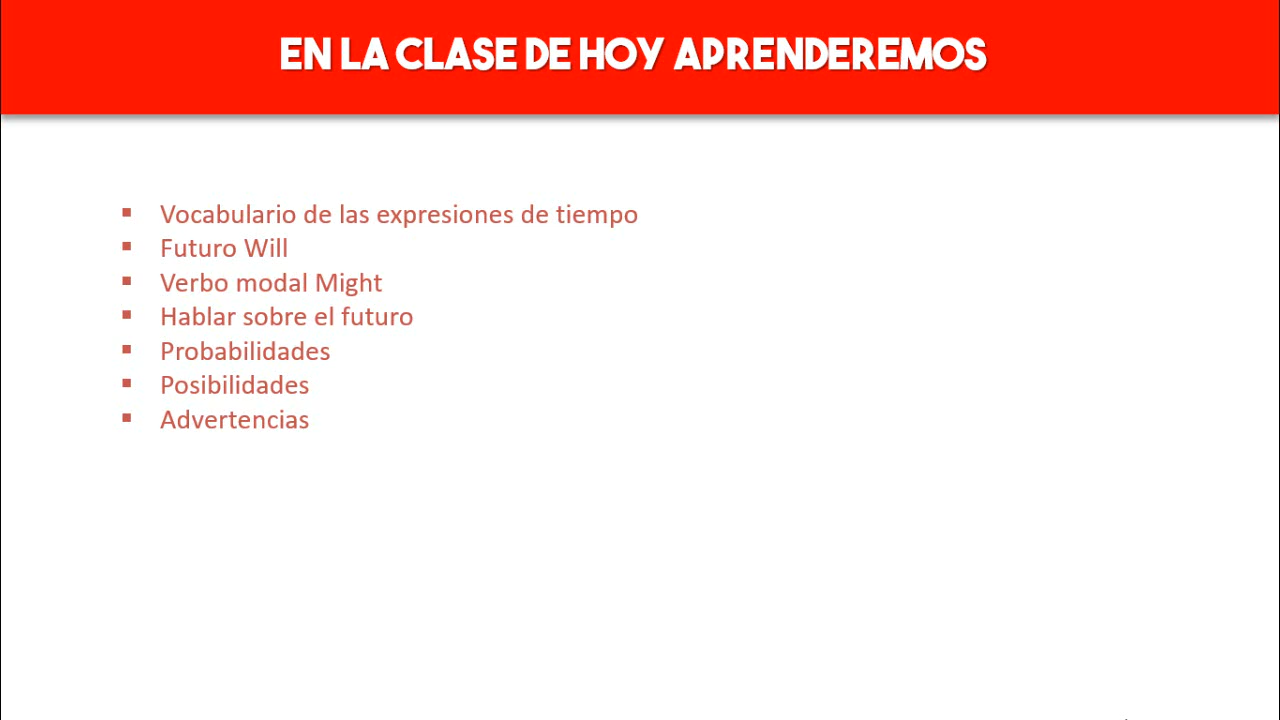 EN LA CLASE DE HOY APRENDEREMOS
▪ Vocabulario de las expresiones de tiempo
▪ Futuro Will
▪ Verbo modal Might
▪ Hablar sobre el futuro
▪ Probabilidades
▪ Posibilidades
▪ Advertencias